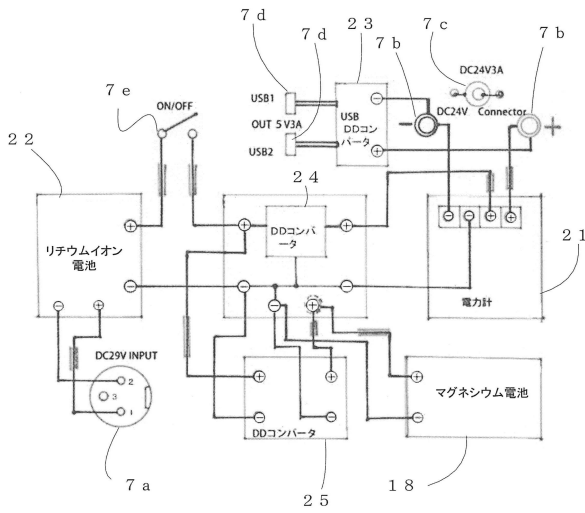 7d
7d
23
7b
7c
7b
DC24V3A
ON/OFF
7e
USB1
USB
DDコン
バータ
DC24V
Connector
OUT 5V3A
USB2
−
+
22
24
リチウムイオン
電池
DDコンバ
ータ
電力計
21
DC29V INPUT
2
3
1
DDコンバータ
マグネシウム電池
7a
25
18